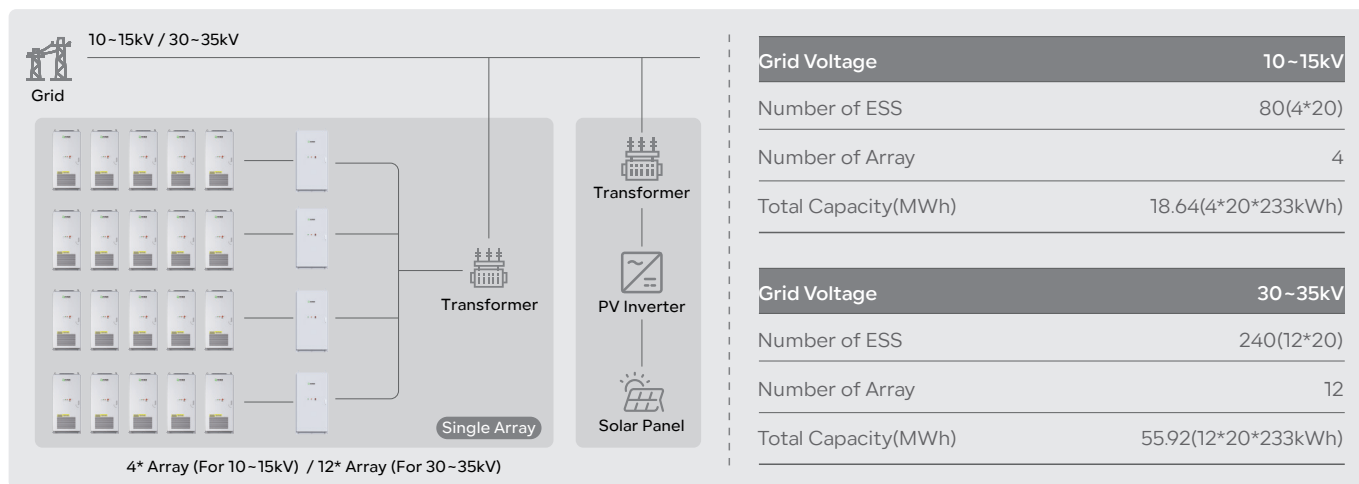 10~15kV / 30~35kV
Grid
Transformer
Single Array
Transformer
PV Inverter
Solar Panel
4* Array (For 10~15kV) / 12* Array (For 30~35kV)
Grid Voltage 10~15kV
Number of ESS 80(4*20)
Number of Array 4
Total Capacity(MWh) 18.64(4*20*233kWh)
Grid Voltage 30~35kV
Number of ESS 240(12*20)
Number of Array 12
Total Capacity(MWh) 55.92(12*20*233kWh)